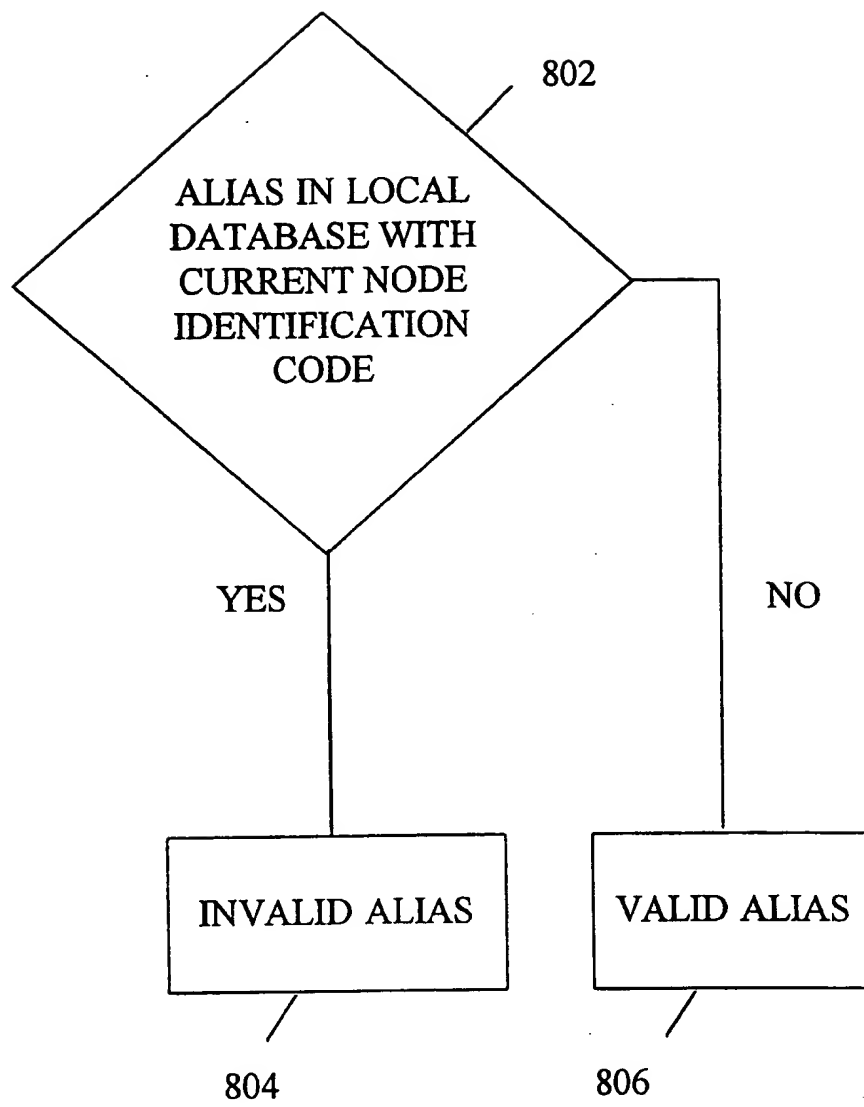 802
ALIAS IN LOCAL
DATABASE WITH
CURRENT NODE
IDENTIFICATION
CODE
YES
NO
INVALID ALIAS
VALID ALIAS
804
806